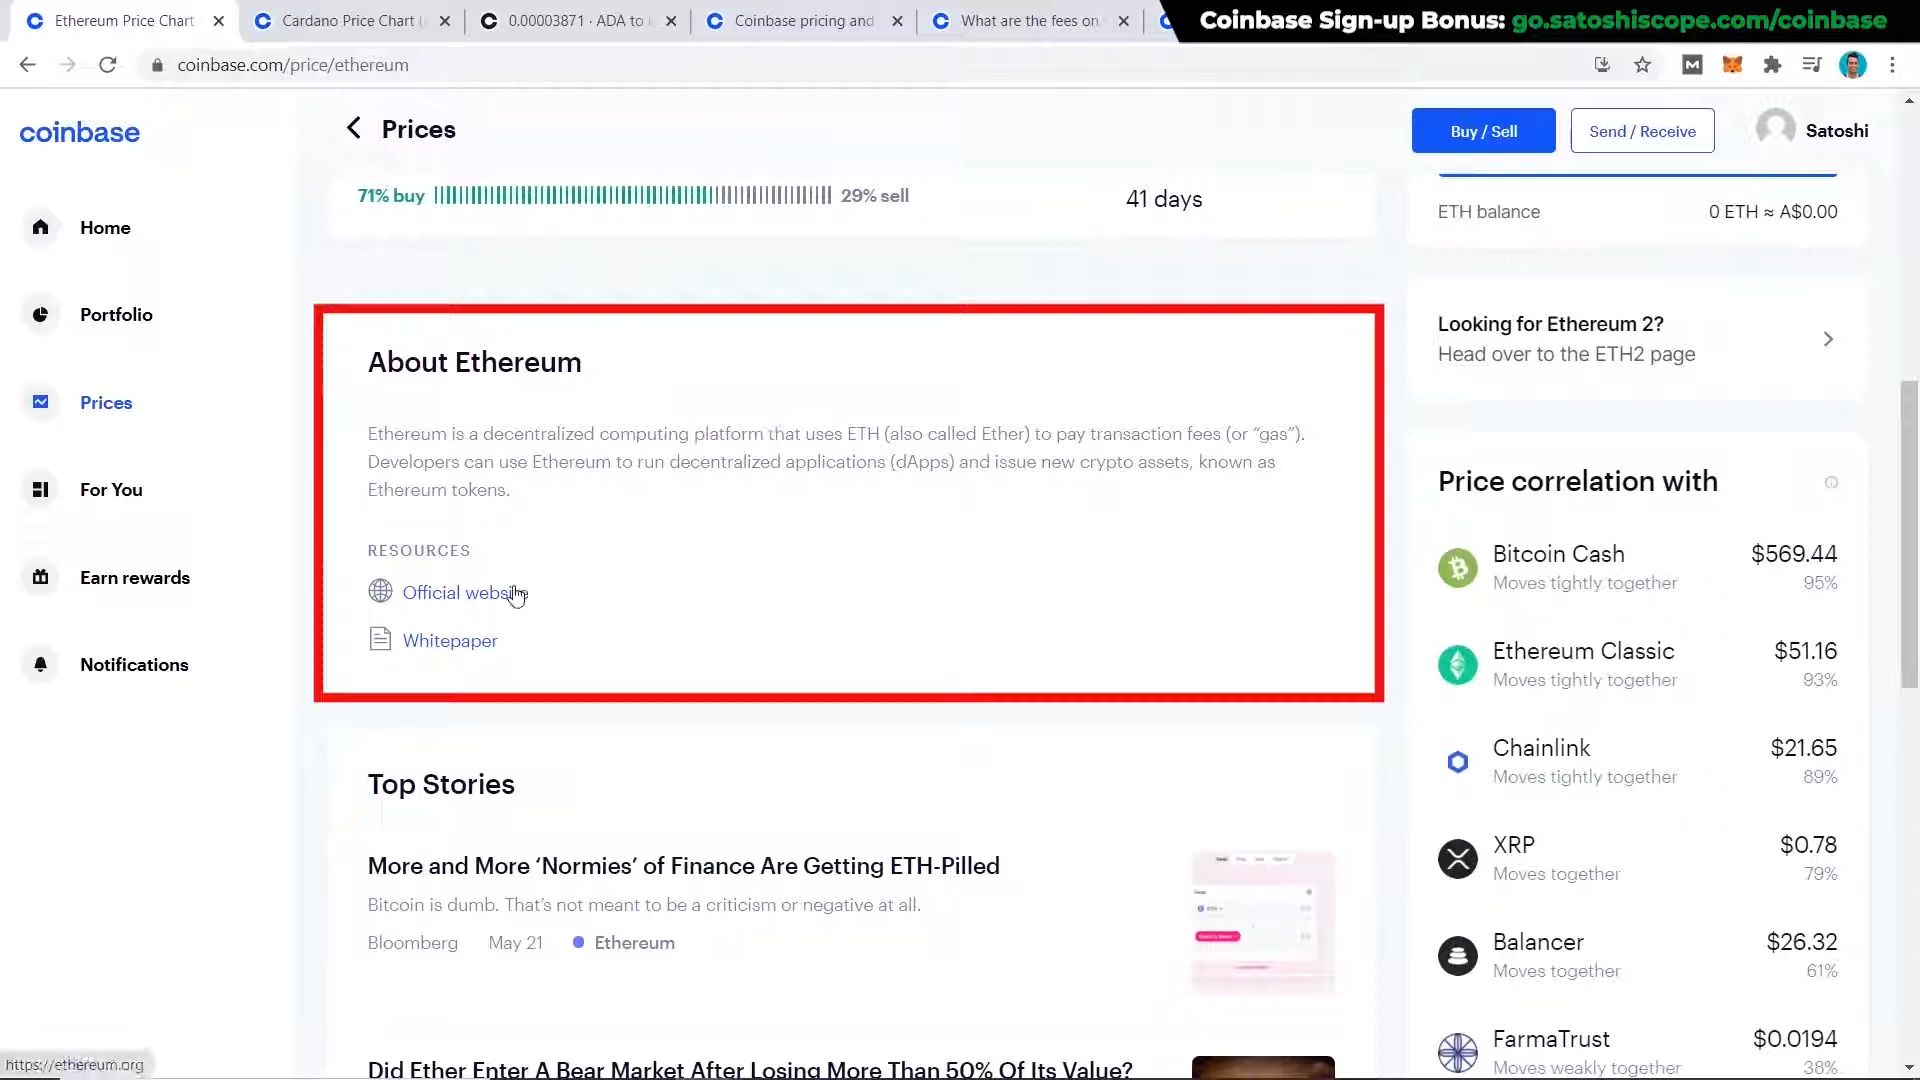 Ethereum Price Chart
Cardano Price Chart (
0.00003871 · ADA to
Coinbase pricing and
What are the fees on
Coinbase Sign-up Bonus: go.satoshiscope.com/coinbase
coinbase.com/price/ethereum
coinbase
Home
Portfolio
Prices
For You
Earn rewards
Notifications
Prices
Buy / Sell
Send / Receive
Satoshi
71% buy
29% sell
41 days
ETH balance
0 ETH ≈ A$0.00
About Ethereum
Ethereum is a decentralized computing platform that uses ETH (also called Ether) to pay transaction fees (or “gas”).
Developers can use Ethereum to run decentralized applications (dApps) and issue new crypto assets, known as
Ethereum tokens.
RESOURCES
Official website
Whitepaper
Looking for Ethereum 2?
Head over to the ETH2 page
Price correlation with
Bitcoin Cash $569.44
Moves tightly together 95%
Ethereum Classic $51.16
Moves tightly together 93%
Chainlink $21.65
Moves tightly together 89%
XRP $0.78
Moves together 79%
Balancer $26.32
Moves together 61%
FarmaTrust $0.0194
Moves weakly together 38%
Top Stories
More and More ‘Normies’ of Finance Are Getting ETH-Pilled
Bitcoin is dumb. That’s not meant to be a criticism or negative at all.
Bloomberg May 21 Ethereum
Did Ether Enter A Bear Market After Losing More Than 50% Of Its Value?
https://ethereum.org